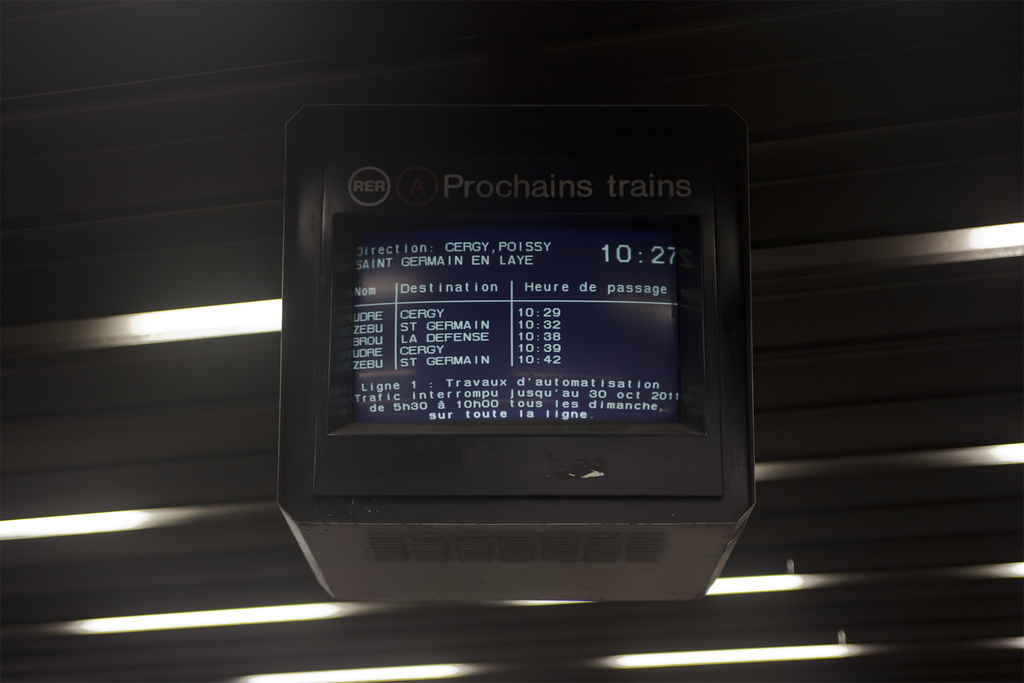 RER A Prochains trains
Direction: CERGY,POISSY 10:27
SAINT GERMAIN EN LAYE
Nom Destination Heure de passage
UDRE CERGY 10:29
ZEBU ST GERMAIN 10:32
BROU LA DEFENSE 10:38
UDRE CERGY 10:39
ZEBU ST GERMAIN 10:42
Ligne 1 : Travaux d'automatisation
Trafic interrompu jusqu'au 30 oct 2011
de 5h30 à 10h00 tous les dimanche,
sur toute la ligne.